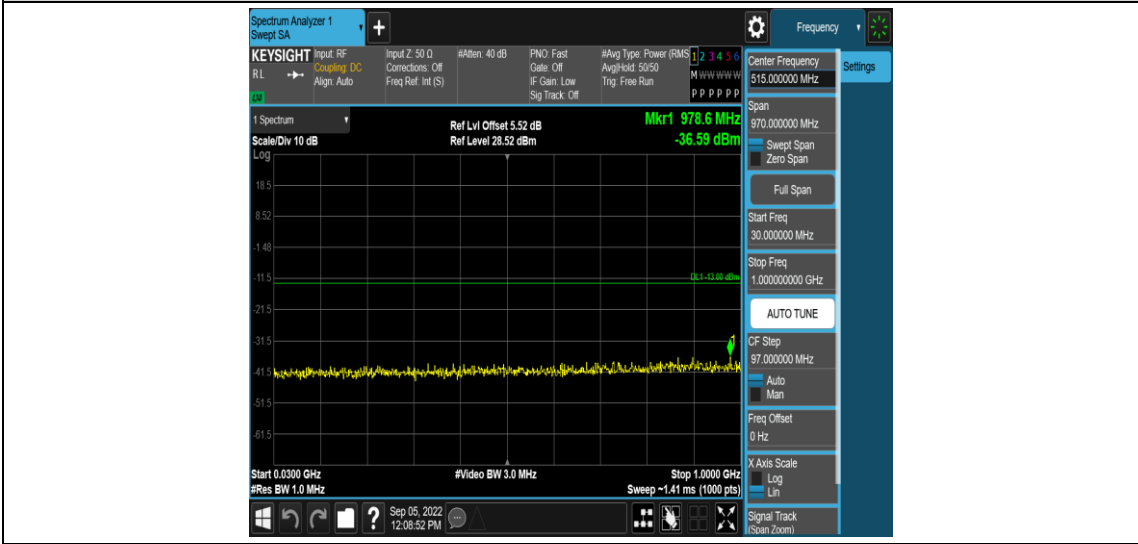 Spectrum Analyzer 1
Swept SA
+
Frequency
KEYSIGHT
RL
LXI
Input: RF
Coupling: DC
Align: Auto
Input Z: 50 Ω
Corrections: Off
Freq Ref: Int (S)
#Atten: 40 dB
PNO: Fast
Gate: Off
IF Gain: Low
Sig Track: Off
#Avg Type: Power (RMS
Avg|Hold: 50/50
Trig: Free Run
1 2 3 4 5 6
M W W W W W
P P P P P P
1 Spectrum
Scale/Div 10 dB
Log
Ref Lvl Offset 5.52 dB
Ref Level 28.52 dBm
Mkr1 978.6 MHz
-36.59 dBm
18.5
8.52
-1.48
-11.5
DL1 -13.00 dBm
-21.5
-31.5
1
-41.5
-51.5
-61.5
Start 0.0300 GHz
#Res BW 1.0 MHz
#Video BW 3.0 MHz
Stop 1.0000 GHz
Sweep ~1.41 ms (1000 pts)
?
Sep 05, 2022
12:08:52 PM
Center Frequency
515.000000 MHz
Settings
Span
970.000000 MHz
Swept Span
Zero Span
Full Span
Start Freq
30.000000 MHz
Stop Freq
1.000000000 GHz
AUTO TUNE
CF Step
97.000000 MHz
Auto
Man
Freq Offset
0 Hz
X Axis Scale
Log
Lin
Signal Track
(Span Zoom)